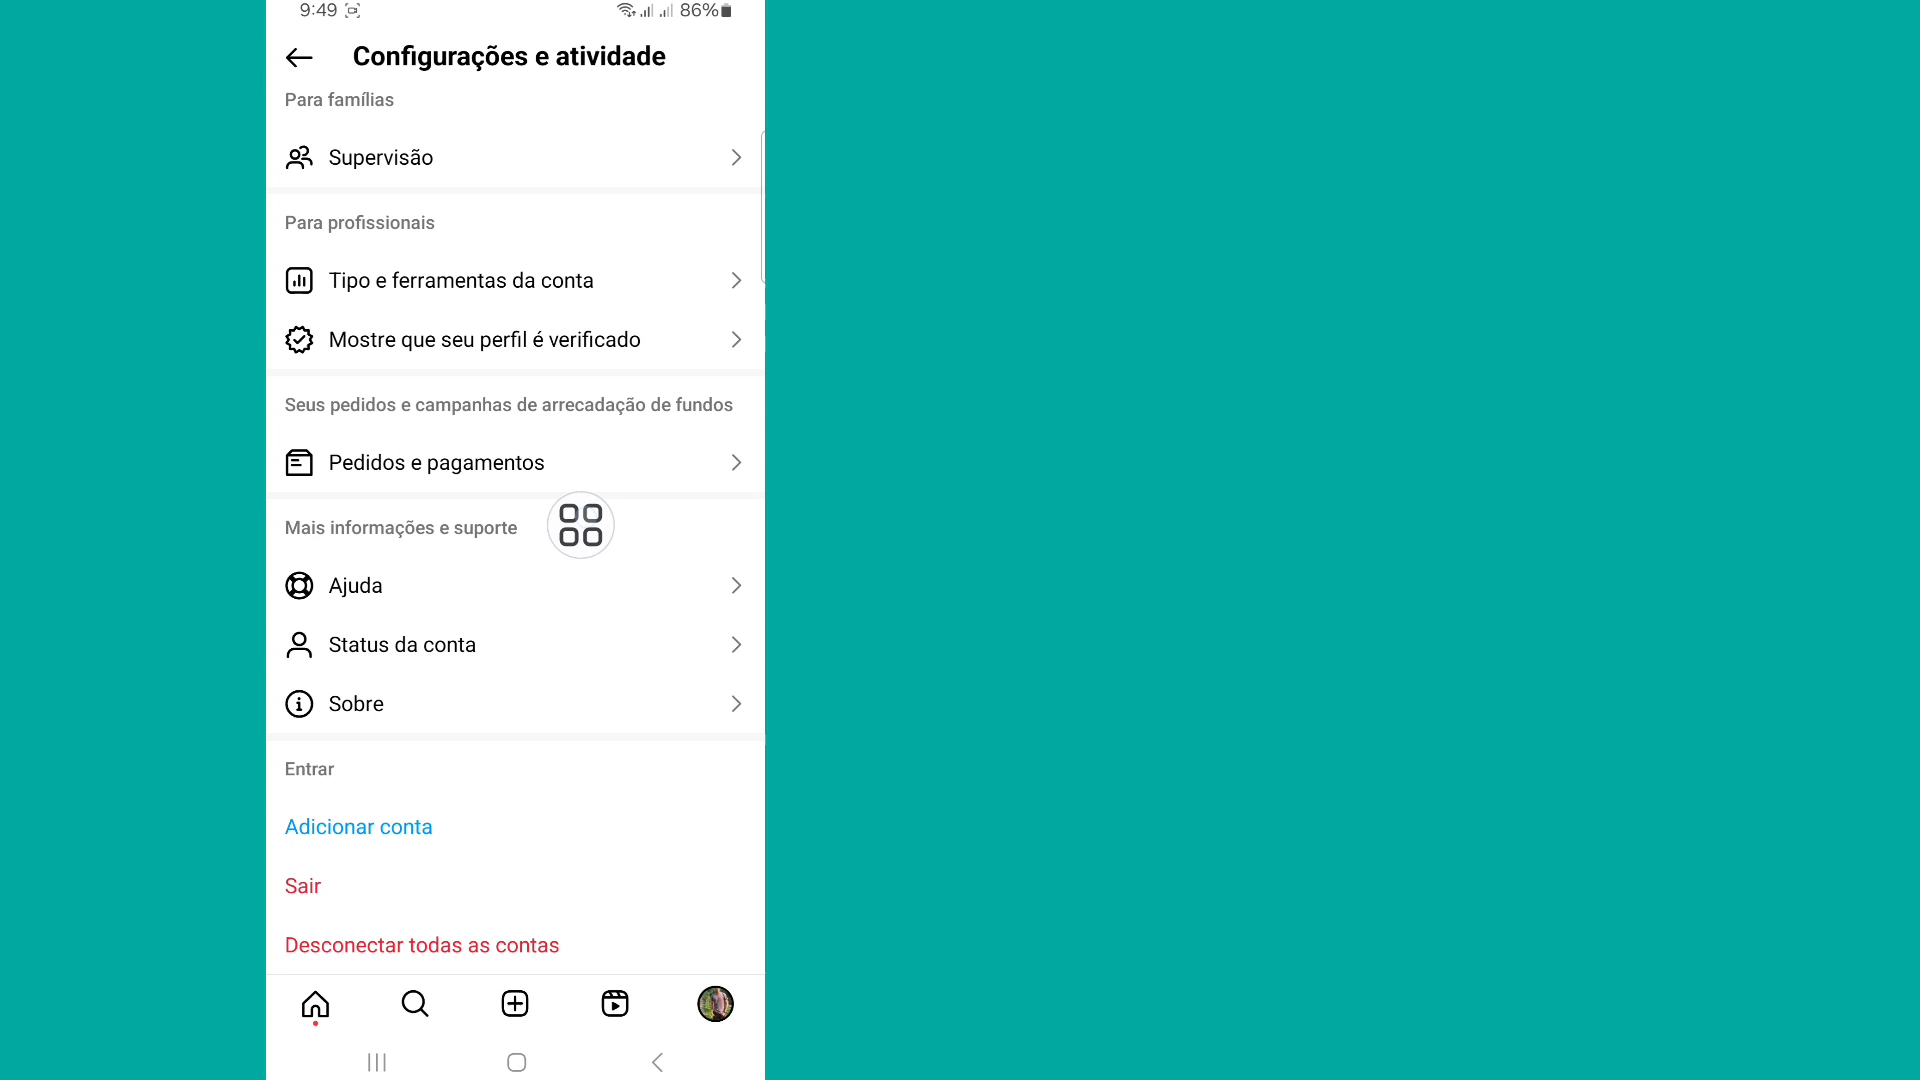 9:49 86%
Configurações e atividade
Para famílias
Supervisão
Para profissionais
Tipo e ferramentas da conta
Mostre que seu perfil é verificado
Seus pedidos e campanhas de arrecadação de fundos
Pedidos e pagamentos
Mais informações e suporte
Ajuda
Status da conta
Sobre
Entrar
Adicionar conta
Sair
Desconectar todas as contas